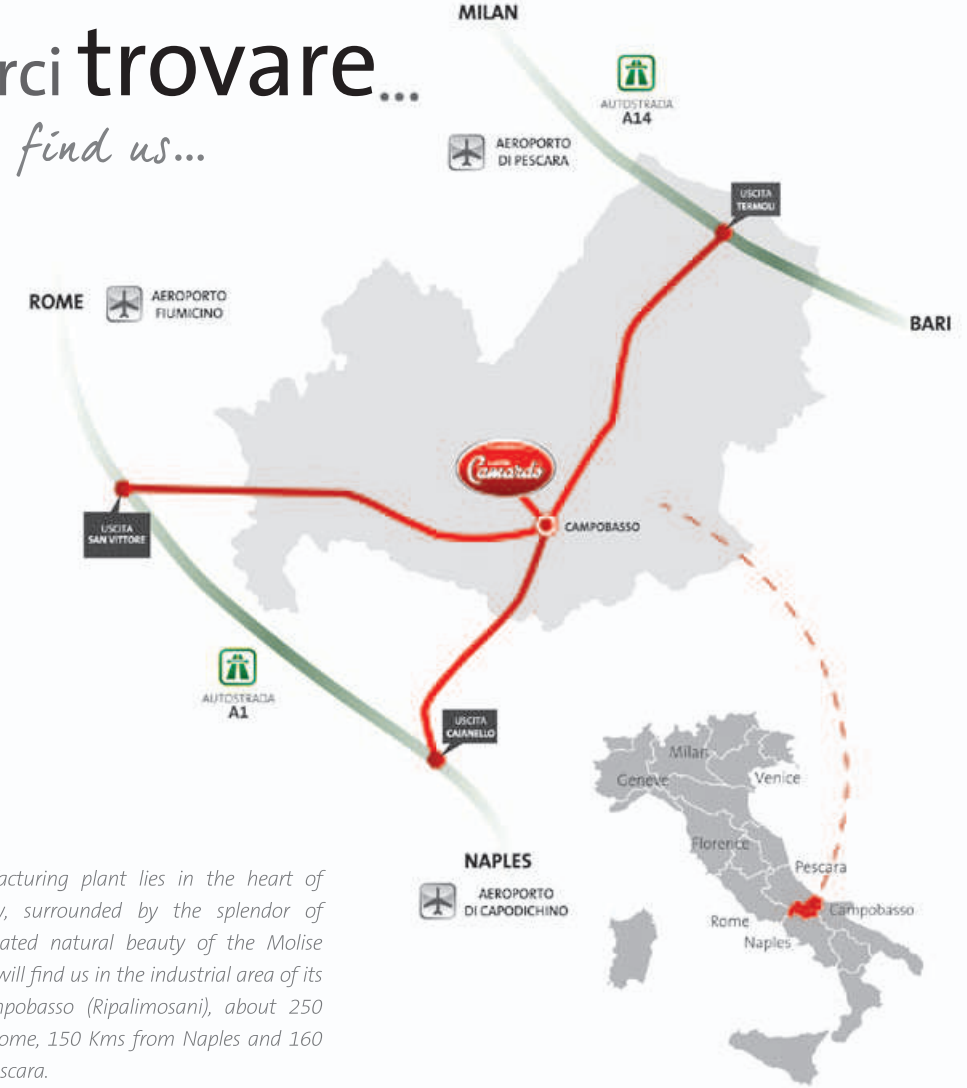 MILAN
rci trovare...
find us...
AUTOSTRADA
A14
AEROPORTO
DI PESCARA
USCITA
TERMOLI
ROME
AEROPORTO
FIUMICINO
BARI
Camardo
CAMPOBASSO
USCITA
SAN VITTORE
AUTOSTRADA
A1
USCITA
CAIANELLO
NAPLES
AEROPORTO
DI CAPODICHINO
Milan
Geneve
Venice
Florence
Pescara
Campobasso
Rome
Naples
acturing plant lies in the heart of
y, surrounded by the splendor of
ated natural beauty of the Molise
will find us in the industrial area of its
mpobasso (Ripalimosani), about 250
ome, 150 Kms from Naples and 160
scara.